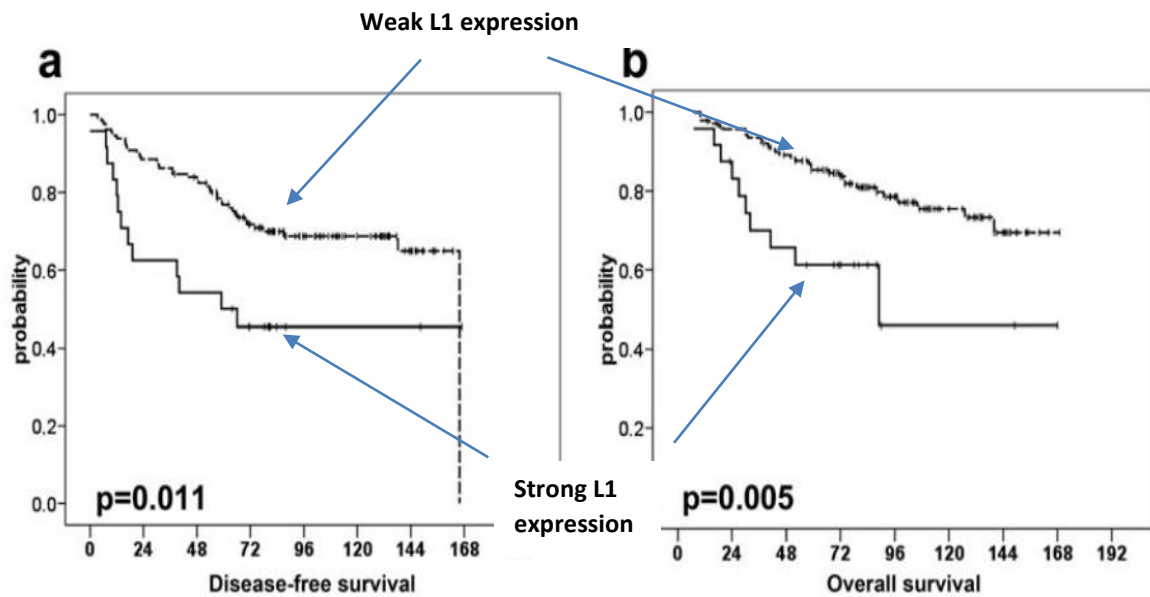 Weak L1 expression
a
1.0
0.8
0.6
0.4
0.2
0.0
probability
p=0.011
0 24 48 72 96 120 144 168
Disease-free survival
Strong L1
expression
b
1.0
0.8
0.6
0.4
0.2
probability
p=0.005
0 24 48 72 96 120 144 168 192
Overall survival